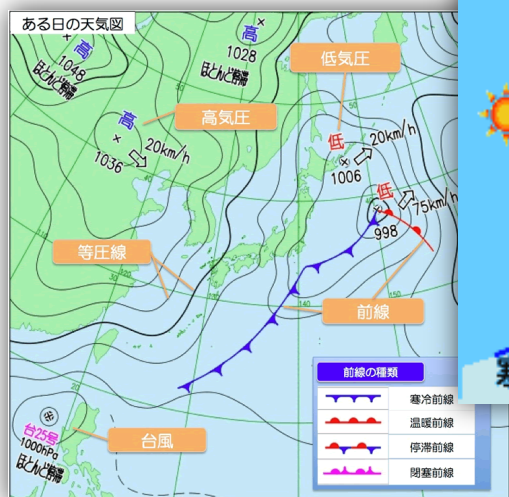 ある日の天気図
高
1048
ほとんど停滞
高
1028
ほとんど停滞
低気圧
高
1036
20km/h
高気圧
低
1006
20km/h
低
998
75km/h
等圧線
前線
50
140
150
前線の種類
寒冷前線
温暖前線
停滞前線
閉塞前線
台25号
1000hPa
ほとんど停滞
台風